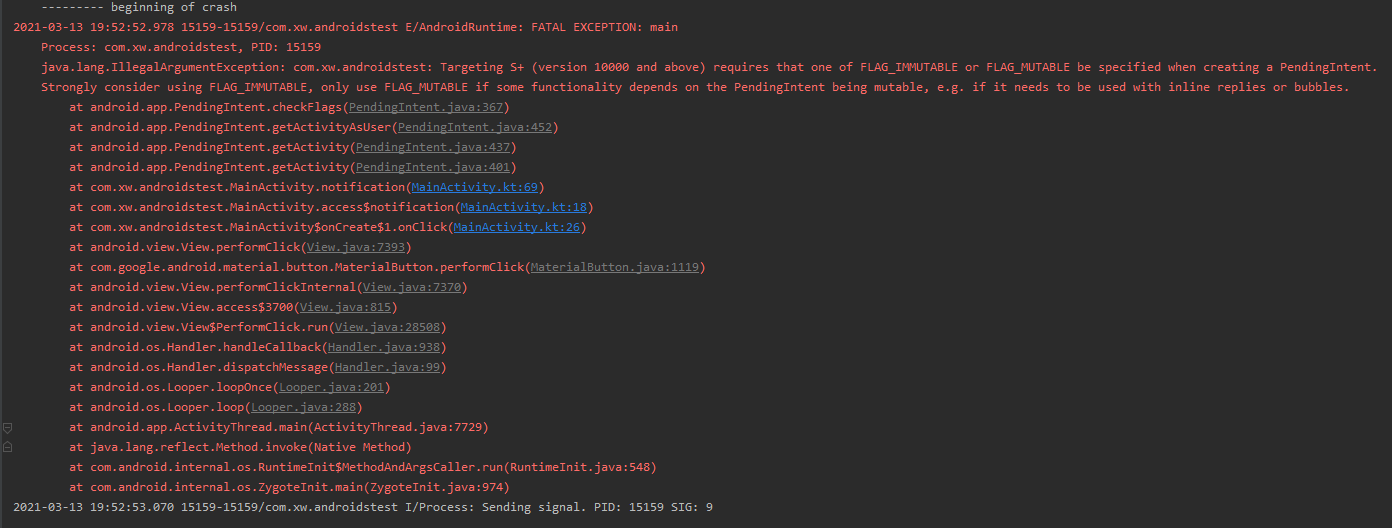 --------- beginning of crash
2021-03-13 19:52:52.978 15159-15159/com.xw.androidstest E/AndroidRuntime: FATAL EXCEPTION: main
Process: com.xw.androidstest, PID: 15159
java.lang.IllegalArgumentException: com.xw.androidstest: Targeting S+ (version 10000 and above) requires that one of FLAG_IMMUTABLE or FLAG_MUTABLE be specified when creating a PendingIntent.
Strongly consider using FLAG_IMMUTABLE, only use FLAG_MUTABLE if some functionality depends on the PendingIntent being mutable, e.g. if it needs to be used with inline replies or bubbles.
at android.app.PendingIntent.checkFlags(PendingIntent.java:367)
at android.app.PendingIntent.getActivityAsUser(PendingIntent.java:452)
at android.app.PendingIntent.getActivity(PendingIntent.java:437)
at android.app.PendingIntent.getActivity(PendingIntent.java:401)
at com.xw.androidstest.MainActivity.notification(MainActivity.kt:69)
at com.xw.androidstest.MainActivity.access$notification(MainActivity.kt:18)
at com.xw.androidstest.MainActivity$onCreate$1.onClick(MainActivity.kt:26)
at android.view.View.performClick(View.java:7393)
at com.google.android.material.button.MaterialButton.performClick(MaterialButton.java:1119)
at android.view.View.performClickInternal(View.java:7370)
at android.view.View.access$3700(View.java:815)
at android.view.View$PerformClick.run(View.java:28508)
at android.os.Handler.handleCallback(Handler.java:938)
at android.os.Handler.dispatchMessage(Handler.java:99)
at android.os.Looper.loopOnce(Looper.java:201)
at android.os.Looper.loop(Looper.java:288)
at android.app.ActivityThread.main(ActivityThread.java:7729)
at java.lang.reflect.Method.invoke(Native Method)
at com.android.internal.os.RuntimeInit$MethodAndArgsCaller.run(RuntimeInit.java:548)
at com.android.internal.os.ZygoteInit.main(ZygoteInit.java:974)
2021-03-13 19:52:53.070 15159-15159/com.xw.androidstest I/Process: Sending signal. PID: 15159 SIG: 9